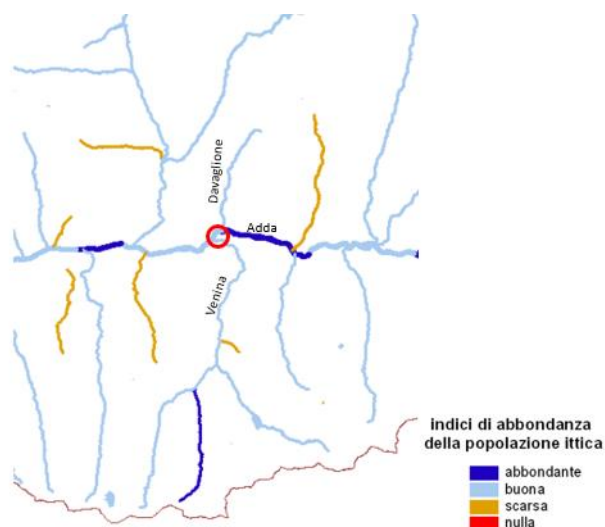 Davaglione
Adda
Venina
indici di abbondanza
della popolazione ittica
abbondante
buona
scarsa
nulla